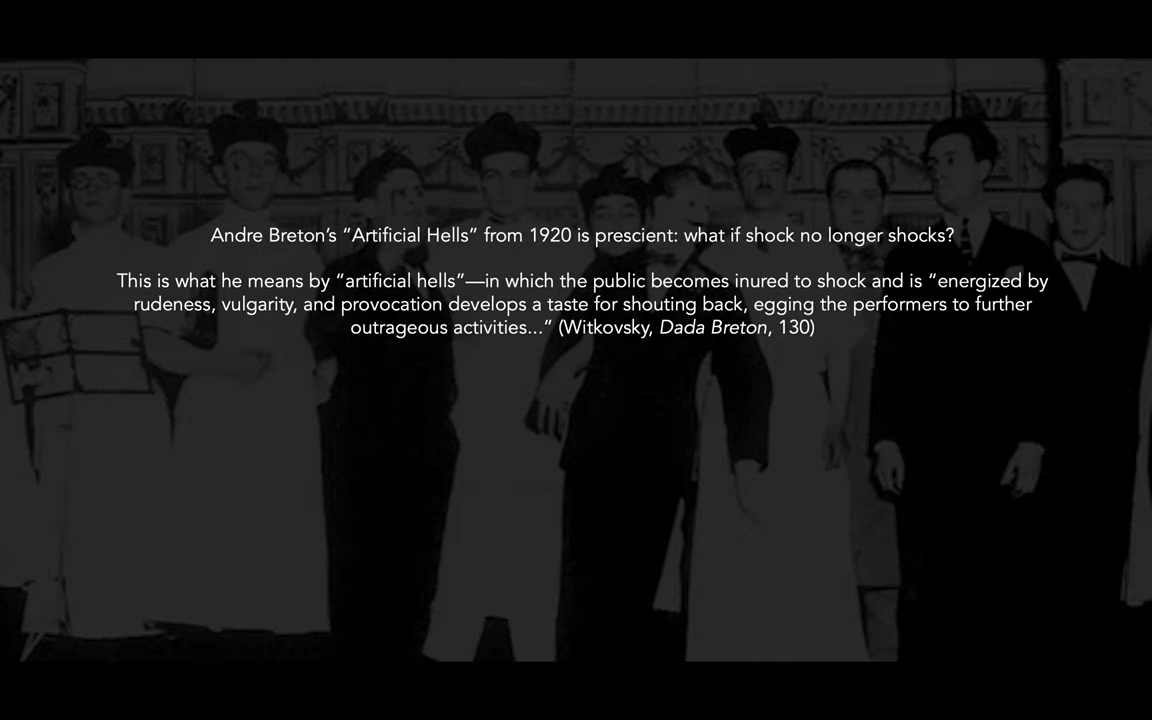 Andre Breton’s “Artificial Hells” from 1920 is prescient: what if shock no longer shocks?
This is what he means by “artificial hells”—in which the public becomes inured to shock and is “energized by
rudeness, vulgarity, and provocation develops a taste for shouting back, egging the performers to further
outrageous activities...” (Witkovsky, Dada Breton, 130)